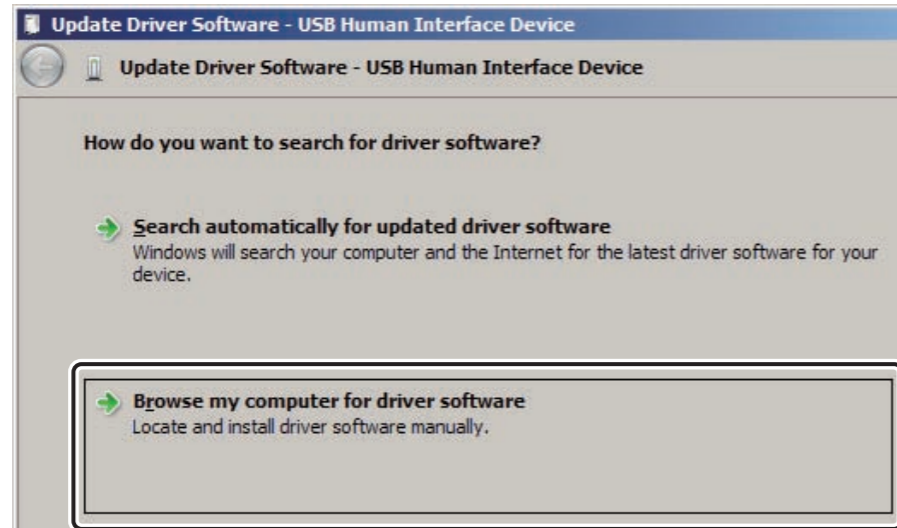 Update Driver Software - USB Human Interface Device
Update Driver Software - USB Human Interface Device
How do you want to search for driver software?
Search automatically for updated driver software
Windows will search your computer and the Internet for the latest driver software for your
device.
Browse my computer for driver software
Locate and install driver software manually.